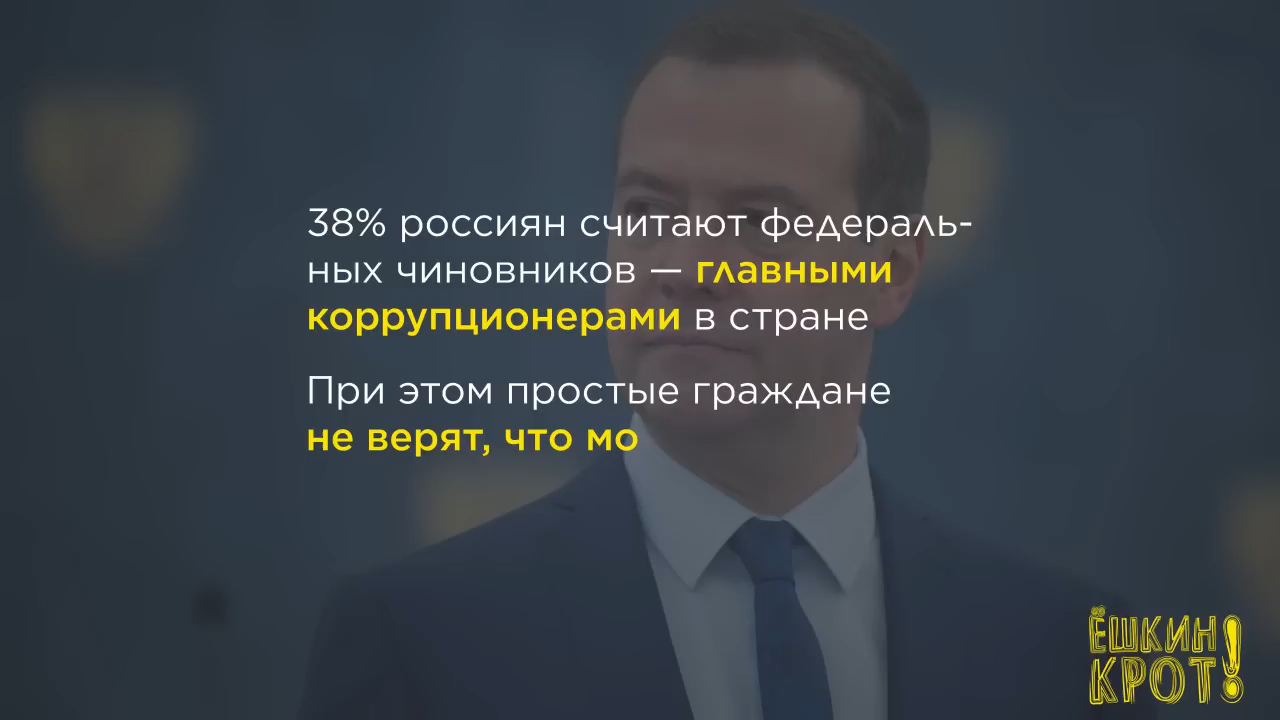 38% россиян считают федераль-
ных чиновников — главными
коррупционерами в стране
При этом простые граждане
не верят, что мо
ЁШКИН
КРОТ!